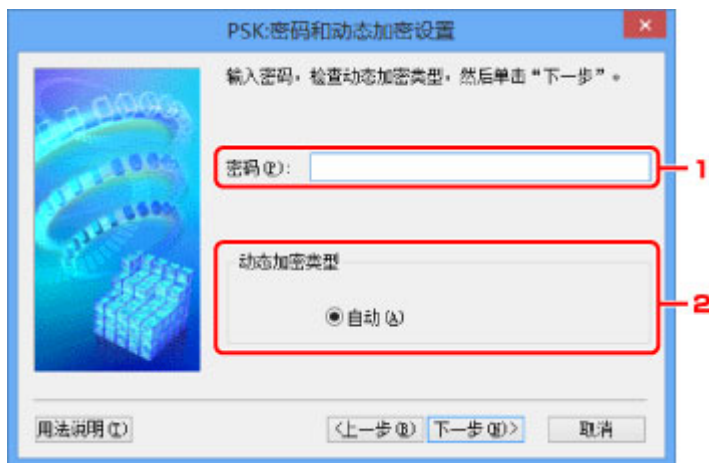 PSK:密码和动态加密设置
输入密码，检查动态加密类型，然后单击“下一步”。
密码(P):
1
动态加密类型
自动(A)
2
用法说明(I)
<上一步(B) 下一步(N)> 取消